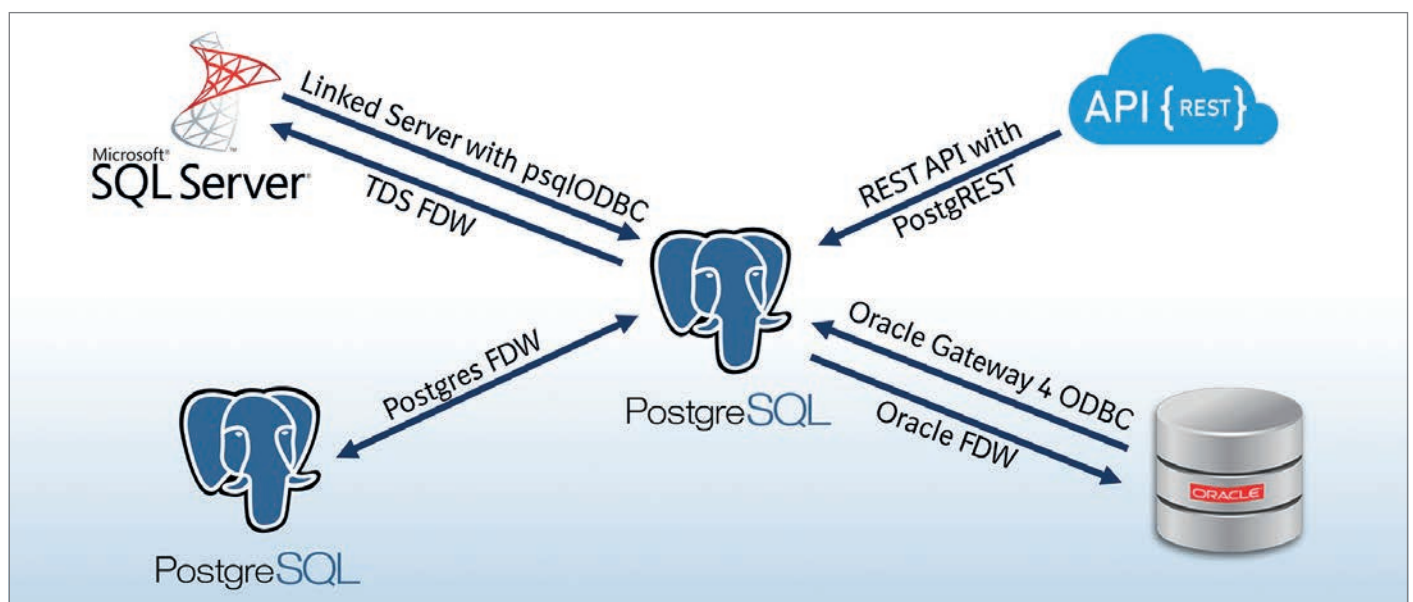 Microsoft®
SQL Server®
Linked Server with psqlODBC
TDS FDW
API { REST }
REST API with
PostgREST
PostgreSQL
Postgres FDW
PostgreSQL
Oracle Gateway 4 ODBC
Oracle FDW
ORACLE